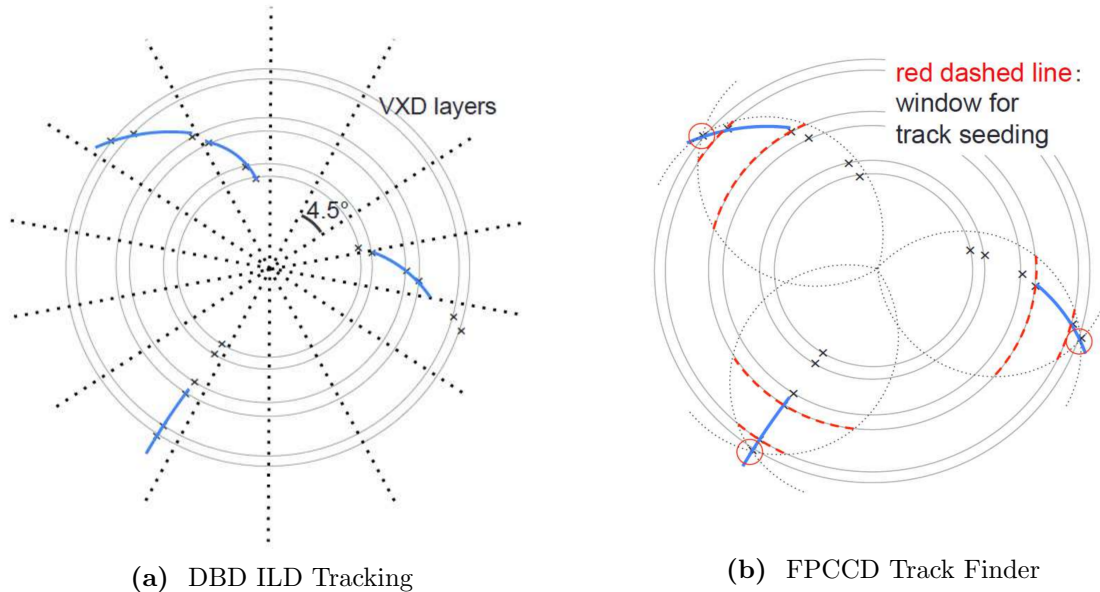 VXD layers
4.5°
(a) DBD ILD Tracking
red dashed line:
window for
track seeding
(b) FPCCD Track Finder